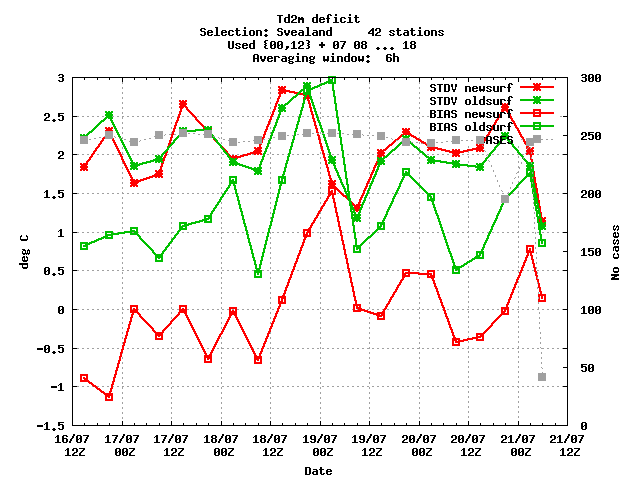 Td2m deficit
Selection: Svealand     42 stations
Used {00,12} + 07 08 ... 18
Averaging window:  6h
STDV newsurf
STDV oldsurf
BIAS newsurf
BIAS oldsurf
CASES
3
2.5
2
1.5
1
0.5
0
-0.5
-1
-1.5
deg C
300
250
200
150
100
50
0
No cases
16/07 17/07 17/07 18/07 18/07 19/07 19/07 20/07 20/07 21/07 21/07
12Z 00Z 12Z 00Z 12Z 00Z 12Z 00Z 12Z 00Z 12Z
Date